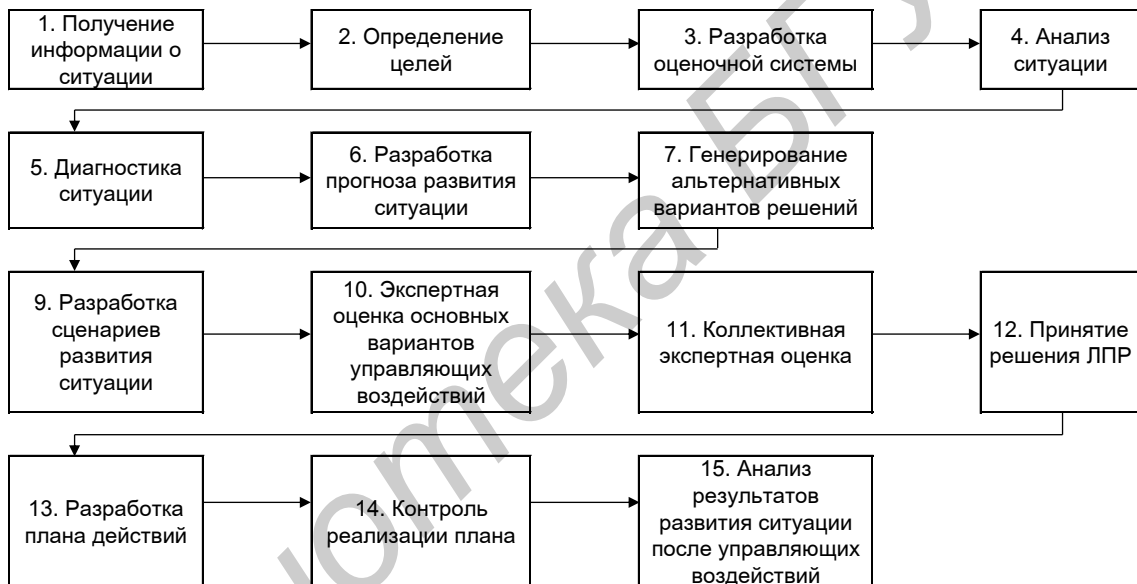 1. Получение
информации о
ситуации
2. Определение
целей
3. Разработка
оценочной системы
4. Анализ
ситуации
5. Диагностика
ситуации
6. Разработка
прогноза развития
ситуации
7. Генерирование
альтернативных
вариантов решений
9. Разработка
сценариев
развития
ситуации
10. Экспертная
оценка основных
вариантов
управляющих
воздействий
11. Коллективная
экспертная оценка
12. Принятие
решения ЛПР
13. Разработка
плана действий
14. Контроль
реализации плана
15. Анализ
результатов
развития ситуации
после управляющих
воздействий